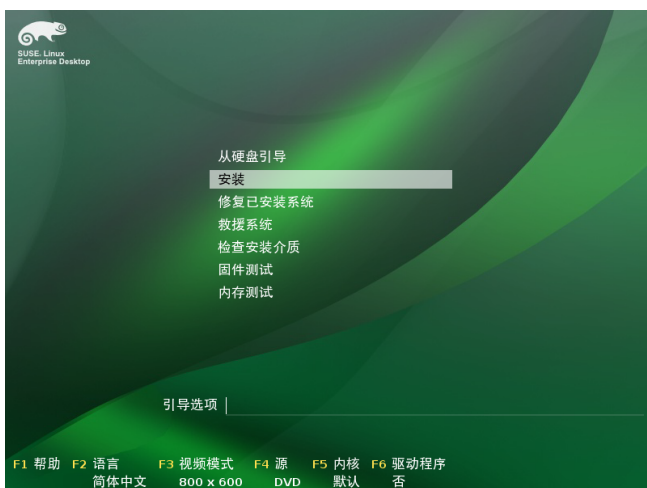 SUSE. Linux
Enterprise Desktop
从硬盘引导
安装
修复已安装系统
救援系统
检查安装介质
固件测试
内存测试
引导选项
F1 帮助 F2 语言 F3 视频模式 F4 源 F5 内核 F6 驱动程序
简体中文 800 x 600 DVD 默认 否